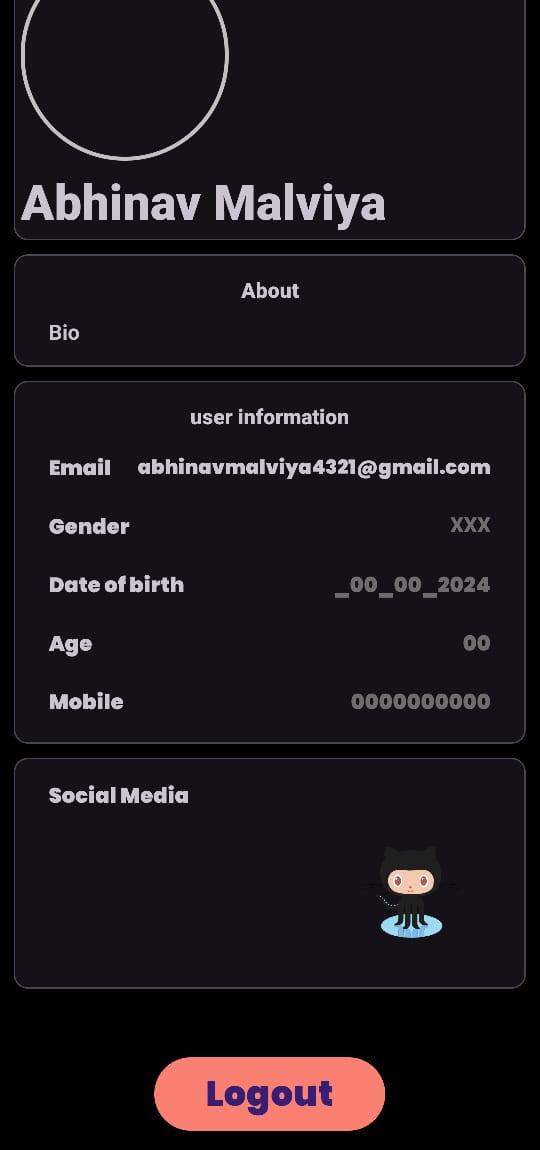 Abhinav Malviya
About
Bio
user information
Email abhinavmalviya4321@gmail.com
Gender XXX
Date of birth _00_00_2024
Age 00
Mobile 0000000000
Social Media
Logout